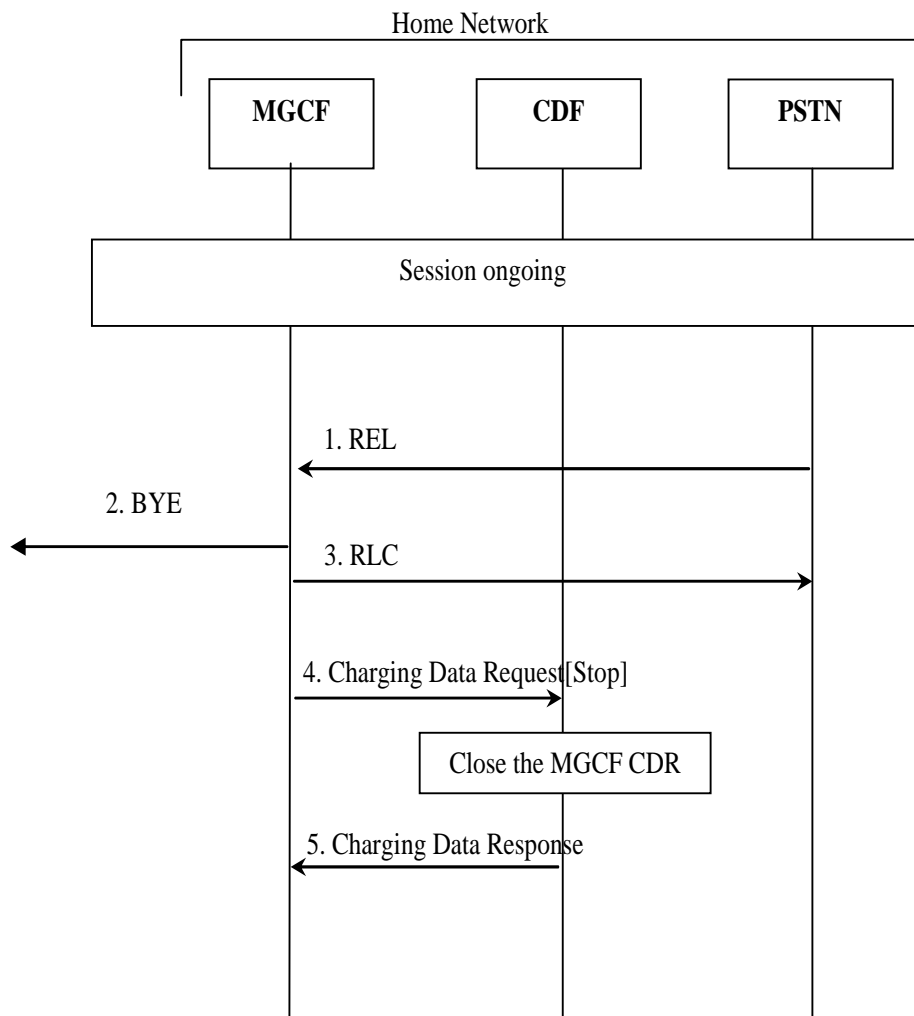 Home Network
MGCF
CDF
PSTN
Session ongoing
1. REL
2. BYE
3. RLC
4. Charging Data Request[Stop]
Close the MGCF CDR
5. Charging Data Response